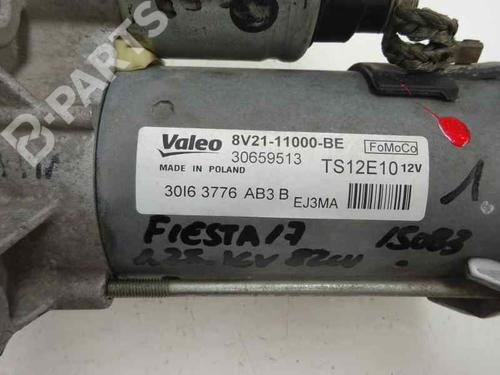 Valeo 8V21-11000-BE FoMoCo
30659513
MADE IN POLAND TS12E10 12V
30I6 3776 AB3 B EJ3MA
1
FIESTA 17 15083
B-Parts